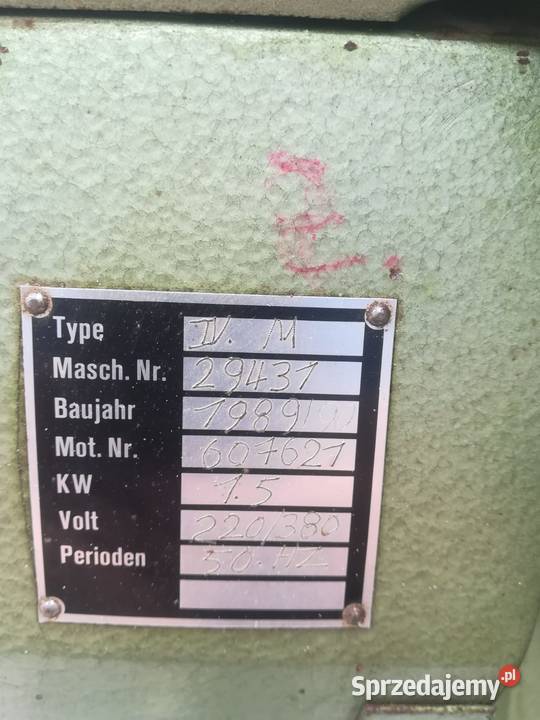 Type IV. M
Masch. Nr. 29431
Baujahr 1989
Mot. Nr. 607621
KW 1.5
Volt 220/380
Perioden 50. HZ
Sprzedajemy.pl